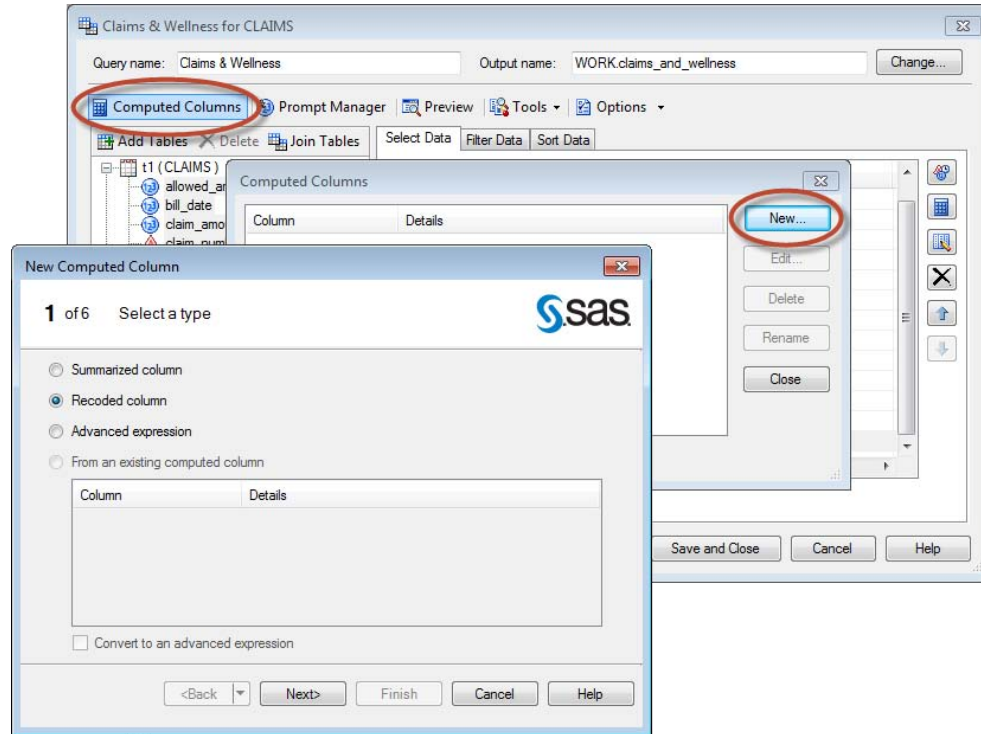 Claims & Wellness for CLAIMS
Query name: Claims & Wellness Output name: WORK.claims_and_wellness Change...
Computed Columns Prompt Manager Preview Tools Options
Add Tables Delete Join Tables Select Data Filter Data Sort Data
t1 ( CLAIMS )
allowed_ar
bill_date
claim_amo
claim_num
Computed Columns
Column Details
New...
Edit...
Delete
Rename
Close
Save and Close Cancel Help
New Computed Column
1 of 6 Select a type
sas
Summarized column
Recoded column
Advanced expression
From an existing computed column
Column Details
Convert to an advanced expression
<Back Next> Finish Cancel Help